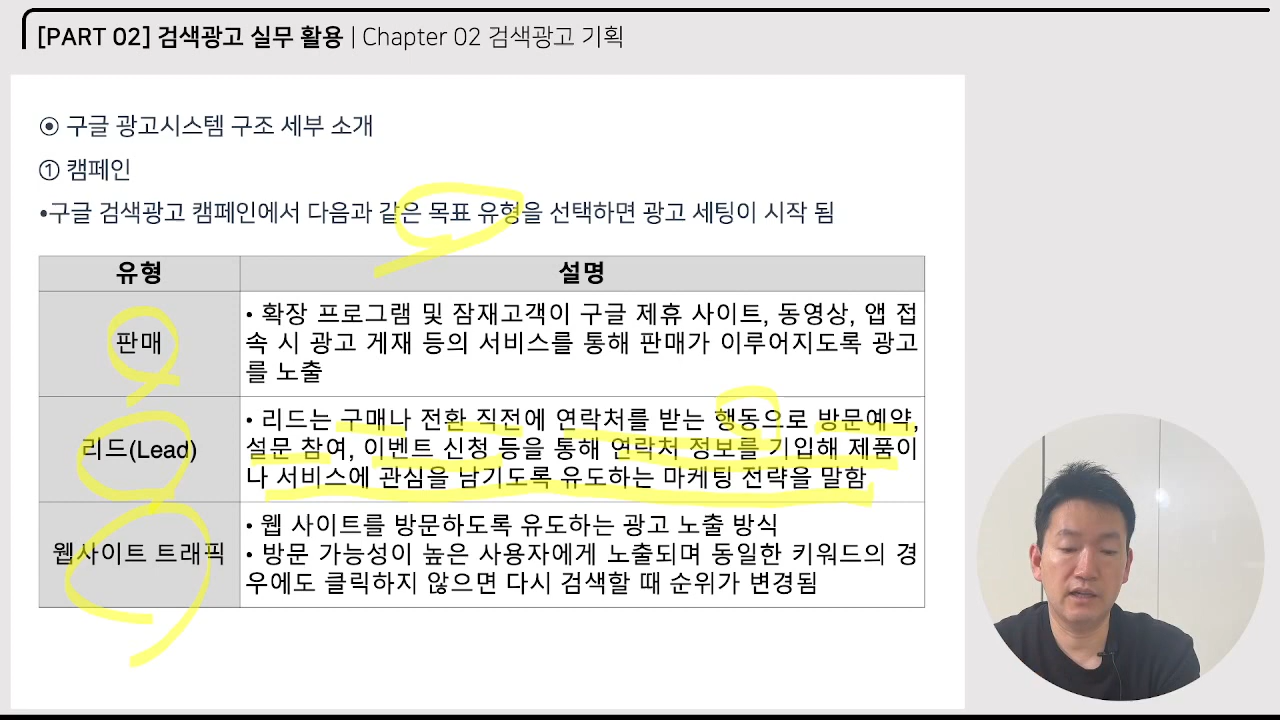 [PART 02] 검색광고 실무 활용 | Chapter 02 검색광고 기획
⦿ 구글 광고시스템 구조 세부 소개
① 캠페인
•구글 검색광고 캠페인에서 다음과 같은 목표 유형을 선택하면 광고 세팅이 시작 됨
유형 설명
판매
• 확장 프로그램 및 잠재고객이 구글 제휴 사이트, 동영상, 앱 접
속 시 광고 게재 등의 서비스를 통해 판매가 이루어지도록 광고
를 노출
리드(Lead)
• 리드는 구매나 전환 직전에 연락처를 받는 행동으로 방문예약,
설문 참여, 이벤트 신청 등을 통해 연락처 정보를 기입해 제품이
나 서비스에 관심을 남기도록 유도하는 마케팅 전략을 말함
웹사이트 트래픽
• 웹 사이트를 방문하도록 유도하는 광고 노출 방식
• 방문 가능성이 높은 사용자에게 노출되며 동일한 키워드의 경
우에도 클릭하지 않으면 다시 검색할 때 순위가 변경됨